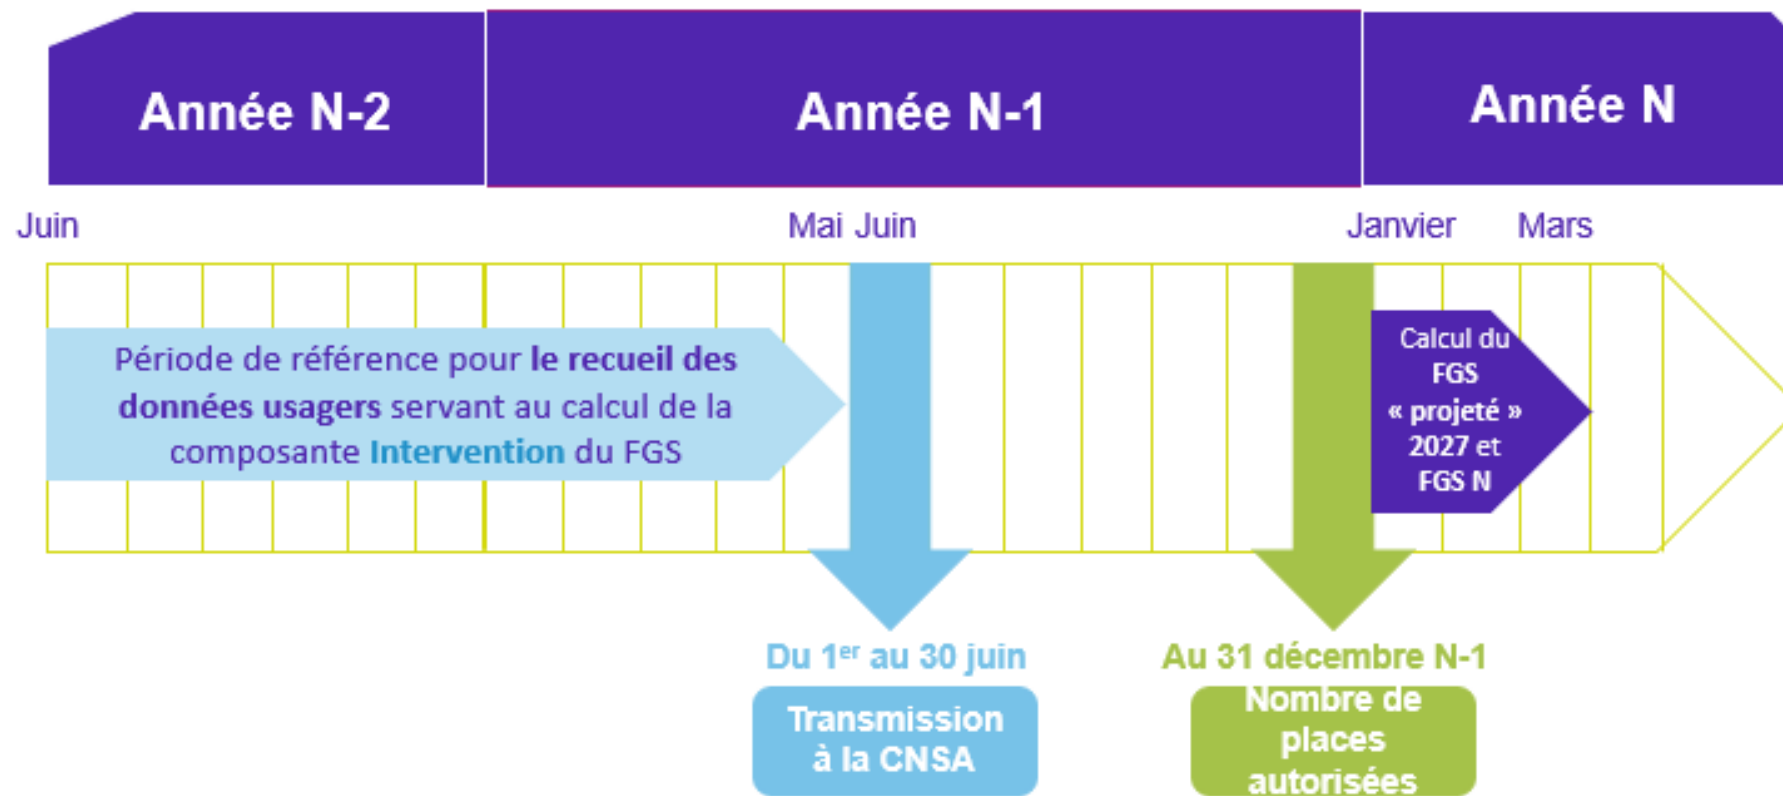 Année N-2
Année N-1
Année N
Juin
Mai Juin
Janvier
Mars
Période de référence pour le recueil des
données usagers servant au calcul de la
composante Intervention du FGS
Calcul du
FGS
« projeté »
2027 et
FGS N
Du 1er au 30 juin
Transmission
à la CNSA
Au 31 décembre N-1
Nombre de
places
autorisées